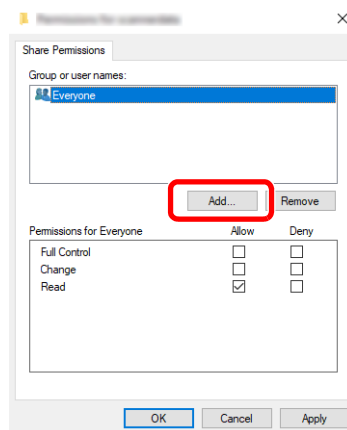 Share Permissions
Group or user names:
Everyone
Add...
Remove
Permissions for Everyone
Allow
Deny
Full Control
Change
Read
OK
Cancel
Apply